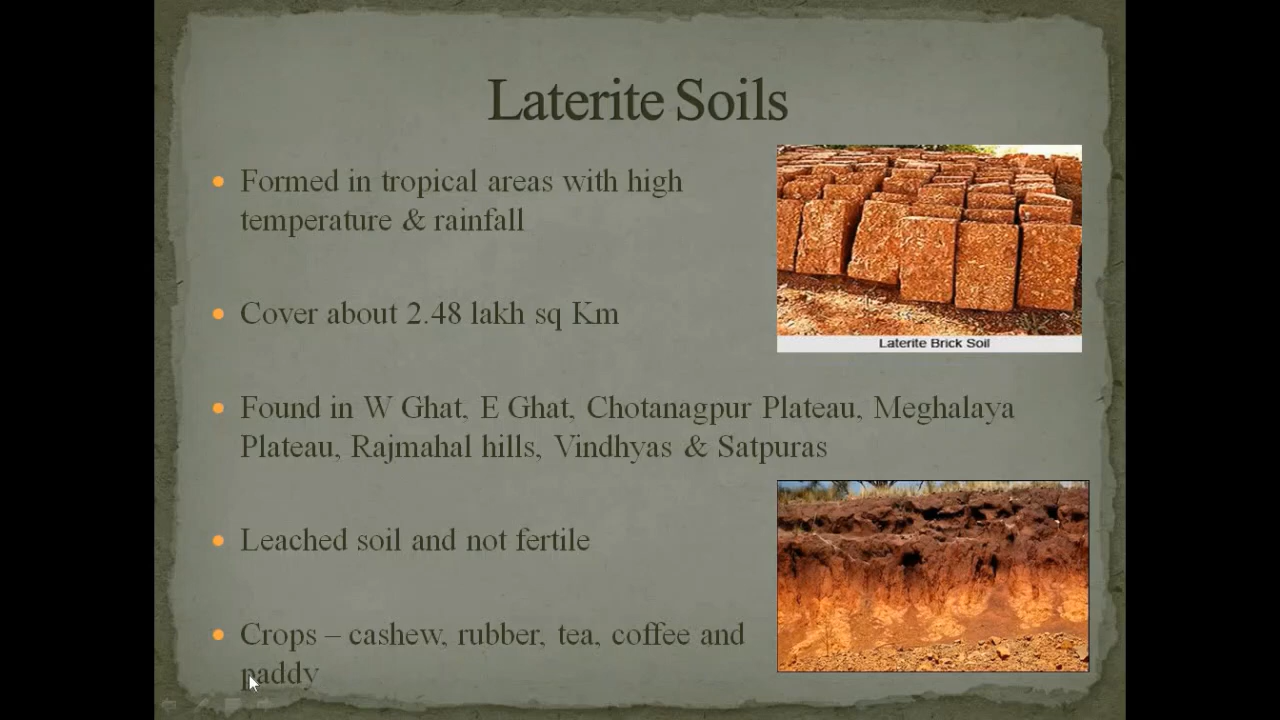 Laterite Soils
Formed in tropical areas with high
temperature & rainfall
Cover about 2.48 lakh sq Km
Laterite Brick Soil
Found in W Ghat, E Ghat, Chotanagpur Plateau, Meghalaya
Plateau, Rajmahal hills, Vindhyas & Satpuras
Leached soil and not fertile
Crops – cashew, rubber, tea, coffee and
paddy